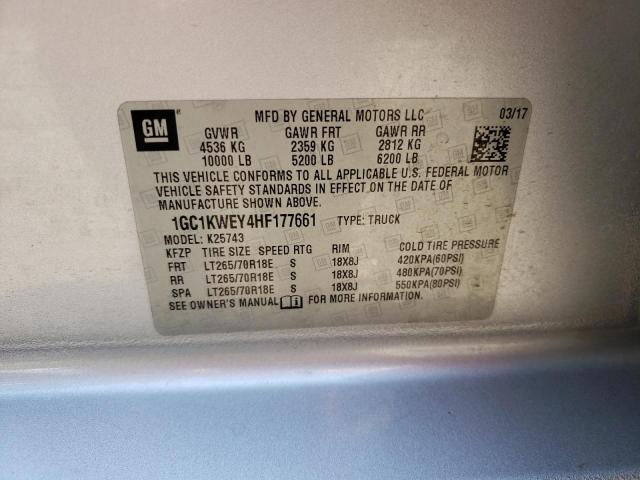 GM
MFD BY GENERAL MOTORS LLC 03/17
GVWR GAWR FRT GAWR RR
4536 KG 2359 KG 2812 KG
10000 LB 5200 LB 6200 LB
THIS VEHICLE CONFORMS TO ALL APPLICABLE U.S. FEDERAL MOTOR
VEHICLE SAFETY STANDARDS IN EFFECT ON THE DATE OF
MANUFACTURE SHOWN ABOVE.
1GC1KWEY4HF177661 TYPE: TRUCK
MODEL: K25743
KFZP TIRE SIZE SPEED RTG RIM COLD TIRE PRESSURE
FRT LT265/70R18E S 18X8J 420KPA(60PSI)
RR LT265/70R18E S 18X8J 480KPA(70PSI)
SPA LT265/70R18E S 18X8J 550KPA(80PSI)
SEE OWNER'S MANUAL FOR MORE INFORMATION.